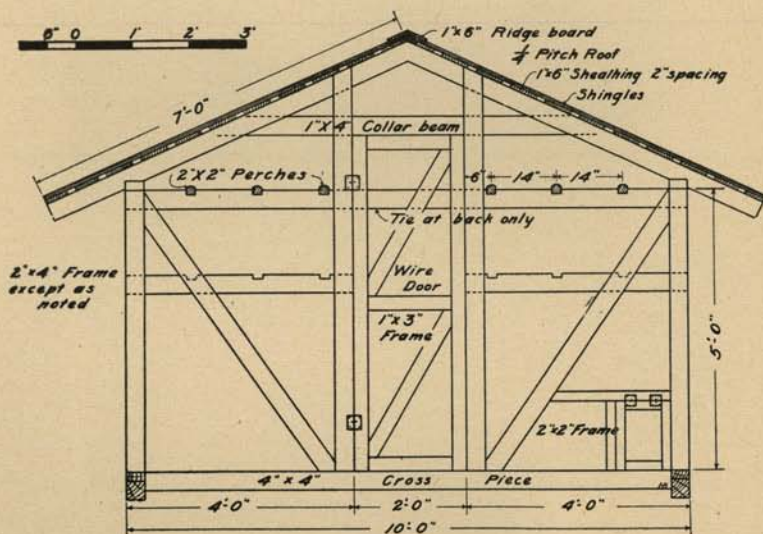 6" 0 1' 2' 3'
1"x6" Ridge board
¼ Pitch Roof
1"x6" Sheathing 2" spacing
Shingles
7'-0"
1"x4" Collar beam
2"x2" Perches
6" 14" 14"
Tie at back only
2"x4" Frame
except as
noted
Wire
Door
1"x3"
Frame
5'-0"
2"x2" Frame
4"x4" Cross Piece
4'-0" 2'-0" 4'-0"
10'-0"